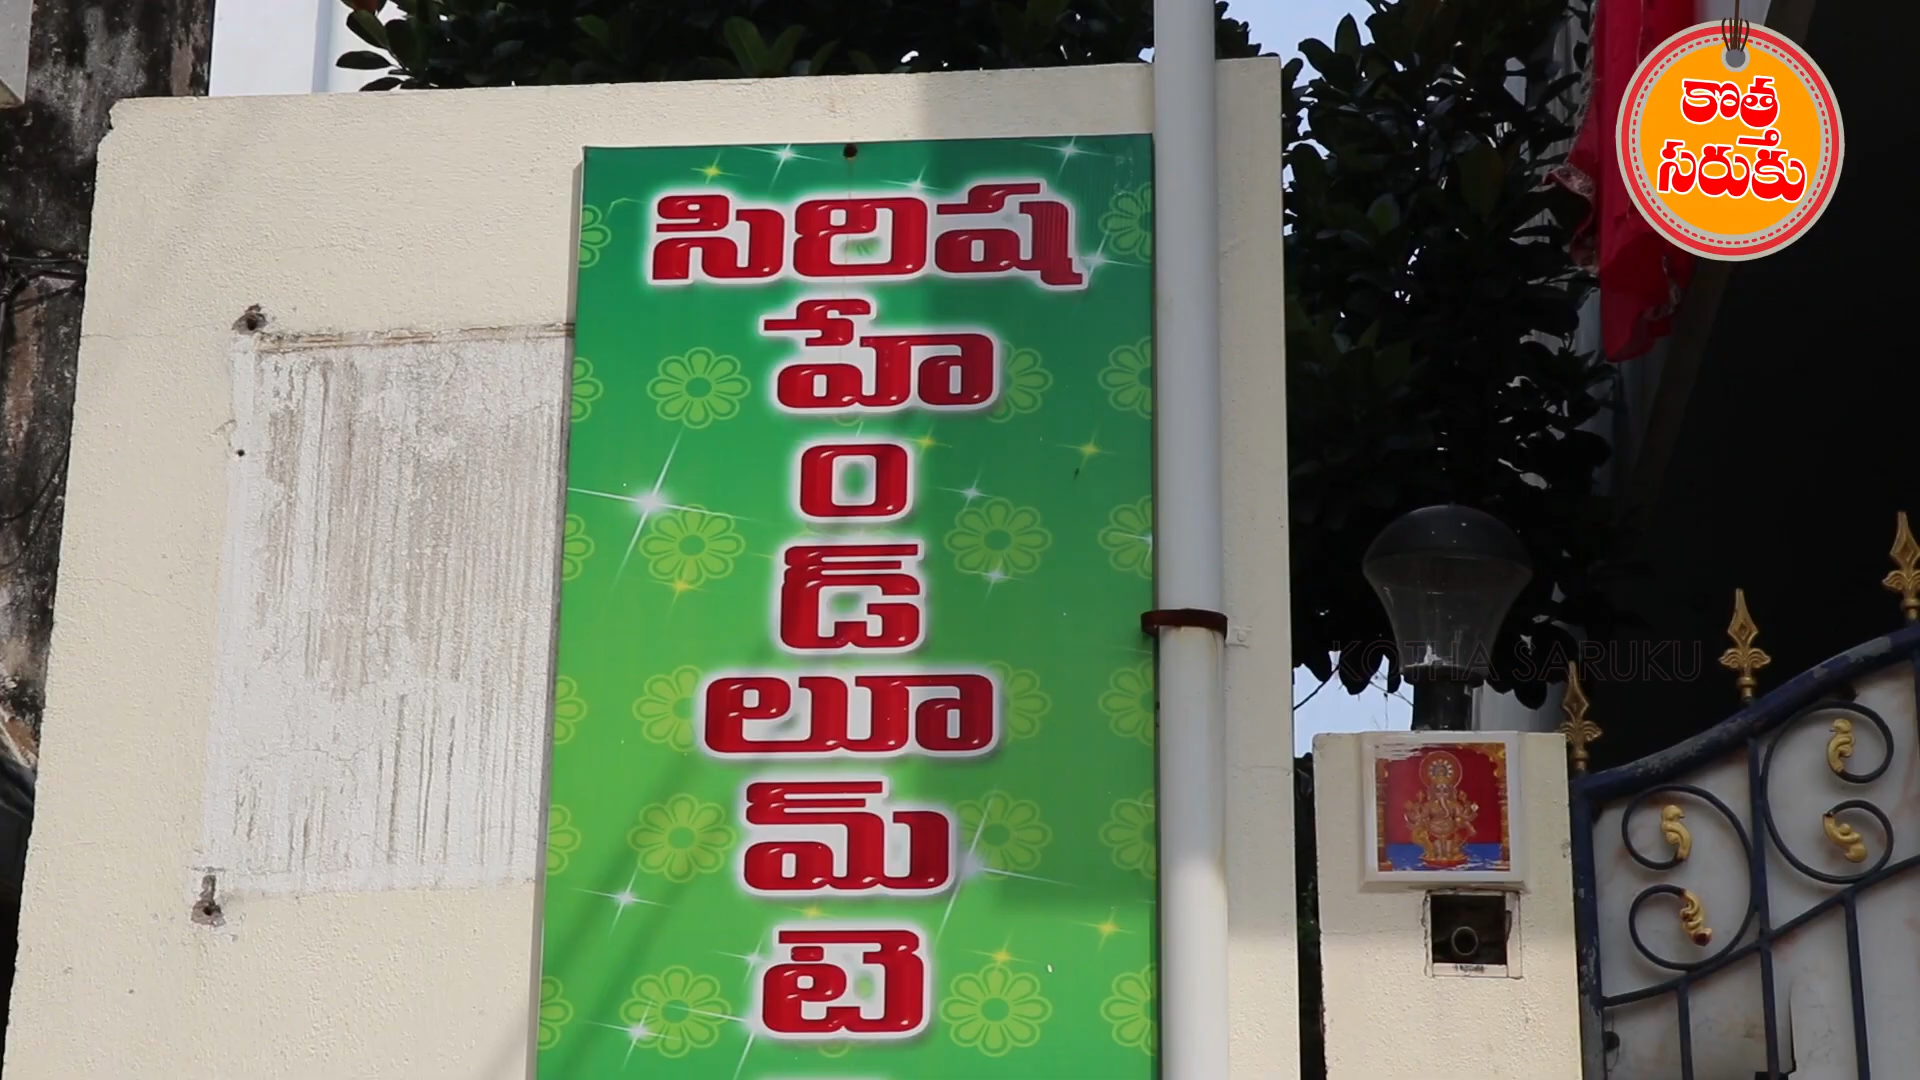 సిరిష
హే
ం
డ్
లూ
మ్
టె
కొత్త
సరుకు
KOTHA SARUKU